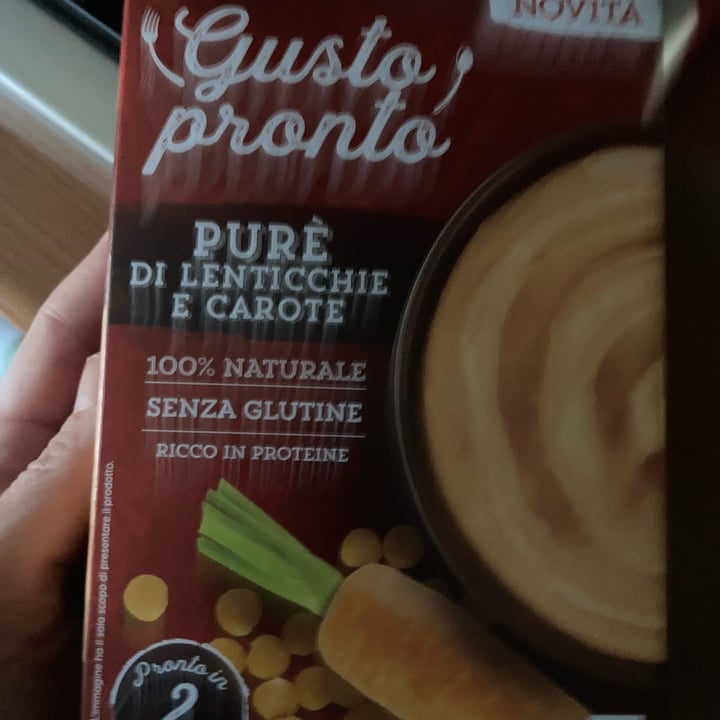 NOVITÀ
Gusto
pronto
PURÈ
DI LENTICCHIE
E CAROTE
100% NATURALE
SENZA GLUTINE
RICCO IN PROTEINE
L'immagine ha il solo scopo di presentare il prodotto.
Pronto in
2